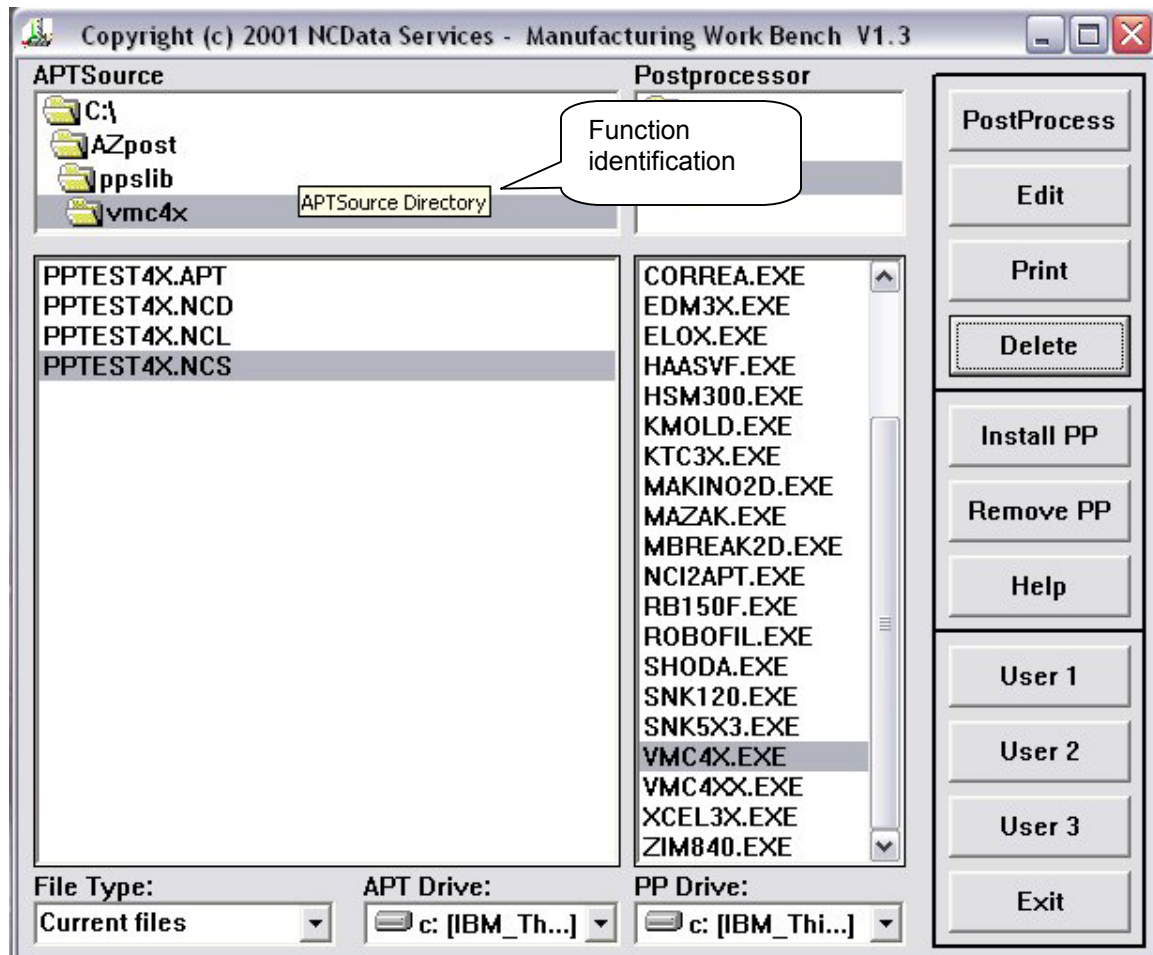 Copyright (c) 2001 NCData Services - Manufacturing Work Bench V1.3
APTSource
C:\
AZpost
ppslib
vmc4x
APTSource Directory
Postprocessor
Function
identification
PPTEST4X.APT
PPTEST4X.NCD
PPTEST4X.NCL
PPTEST4X.NCS
CORREA.EXE
EDM3X.EXE
ELOX.EXE
HAASVF.EXE
HSM300.EXE
KMOLD.EXE
KTC3X.EXE
MAKINO2D.EXE
MAZAK.EXE
MBREAK2D.EXE
NCI2APT.EXE
RB150F.EXE
ROBOFIL.EXE
SHODA.EXE
SNK120.EXE
SNK5X3.EXE
VMC4X.EXE
VMC4XX.EXE
XCEL3X.EXE
ZIM840.EXE
File Type:
Current files
APT Drive:
c: [IBM_Th...]
PP Drive:
c: [IBM_Thi...]
PostProcess
Edit
Print
Delete
Install PP
Remove PP
Help
User 1
User 2
User 3
Exit